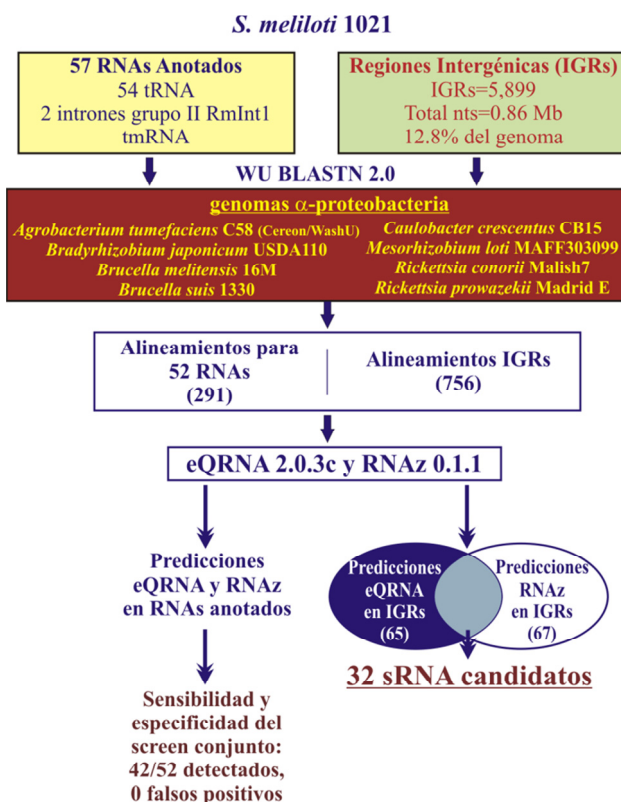 S. meliloti 1021
57 RNAs Anotados
54 tRNA
2 intrones grupo II RmInt1
tmRNA
Regiones Intergénicas (IGRs)
IGRs=5,899
Total nts=0.86 Mb
12.8% del genoma
WU BLASTN 2.0
genomas α-proteobacteria
Agrobacterium tumefaciens C58 (Cereon/WashU)
Bradyrhizobium japonicum USDA110
Brucella melitensis 16M
Brucella suis 1330
Caulobacter crescentus CB15
Mesorhizobium loti MAFF303099
Rickettsia conorii Malish7
Rickettsia prowazekii Madrid E
Alineamientos para
52 RNAs
(291)
Alineamientos IGRs
(756)
eQRNA 2.0.3c y RNAz 0.1.1
Predicciones
eQRNA y RNAz
en RNAs anotados
Predicciones
eQRNA
en IGRs
(65)
Predicciones
RNAz
en IGRs
(67)
32 sRNA candidatos
Sensibilidad y
especificidad del
screen conjunto:
42/52 detectados,
0 falsos positivos